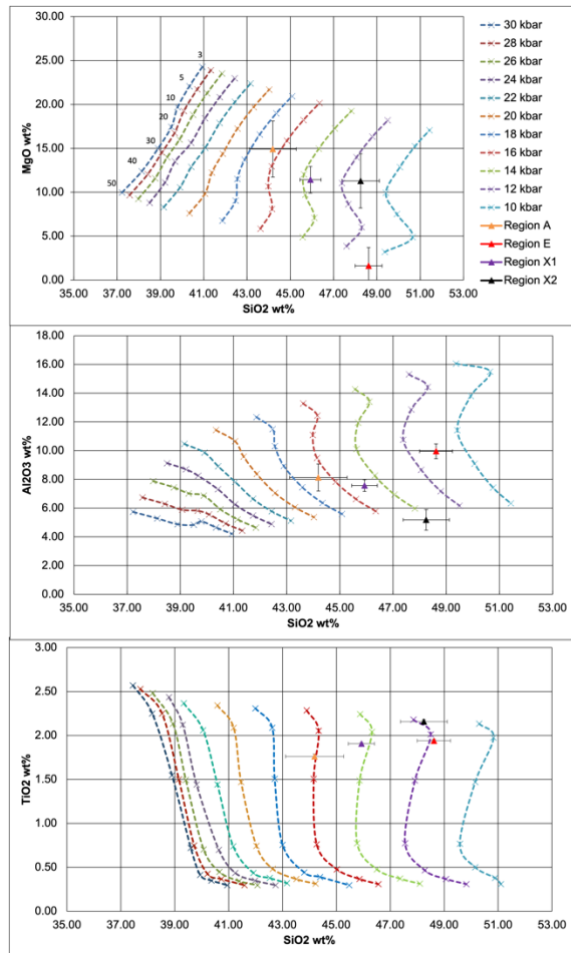 30.00
25.00
20.00
15.00
10.00
5.00
0.00
MgO wt%
3
5
10
20
30
40
50
35.00 37.00 39.00 41.00 43.00 45.00 47.00 49.00 51.00 53.00
SiO2 wt%
30 kbar
28 kbar
26 kbar
24 kbar
22 kbar
20 kbar
18 kbar
16 kbar
14 kbar
12 kbar
10 kbar
Region A
Region E
Region X1
Region X2
18.00
16.00
14.00
12.00
10.00
8.00
6.00
4.00
2.00
0.00
Al2O3 wt%
35.00 37.00 39.00 41.00 43.00 45.00 47.00 49.00 51.00 53.00
SiO2 wt%
3.00
2.50
2.00
1.50
1.00
0.50
0.00
TiO2 wt%
35.00 37.00 39.00 41.00 43.00 45.00 47.00 49.00 51.00 53.00
SiO2 wt%